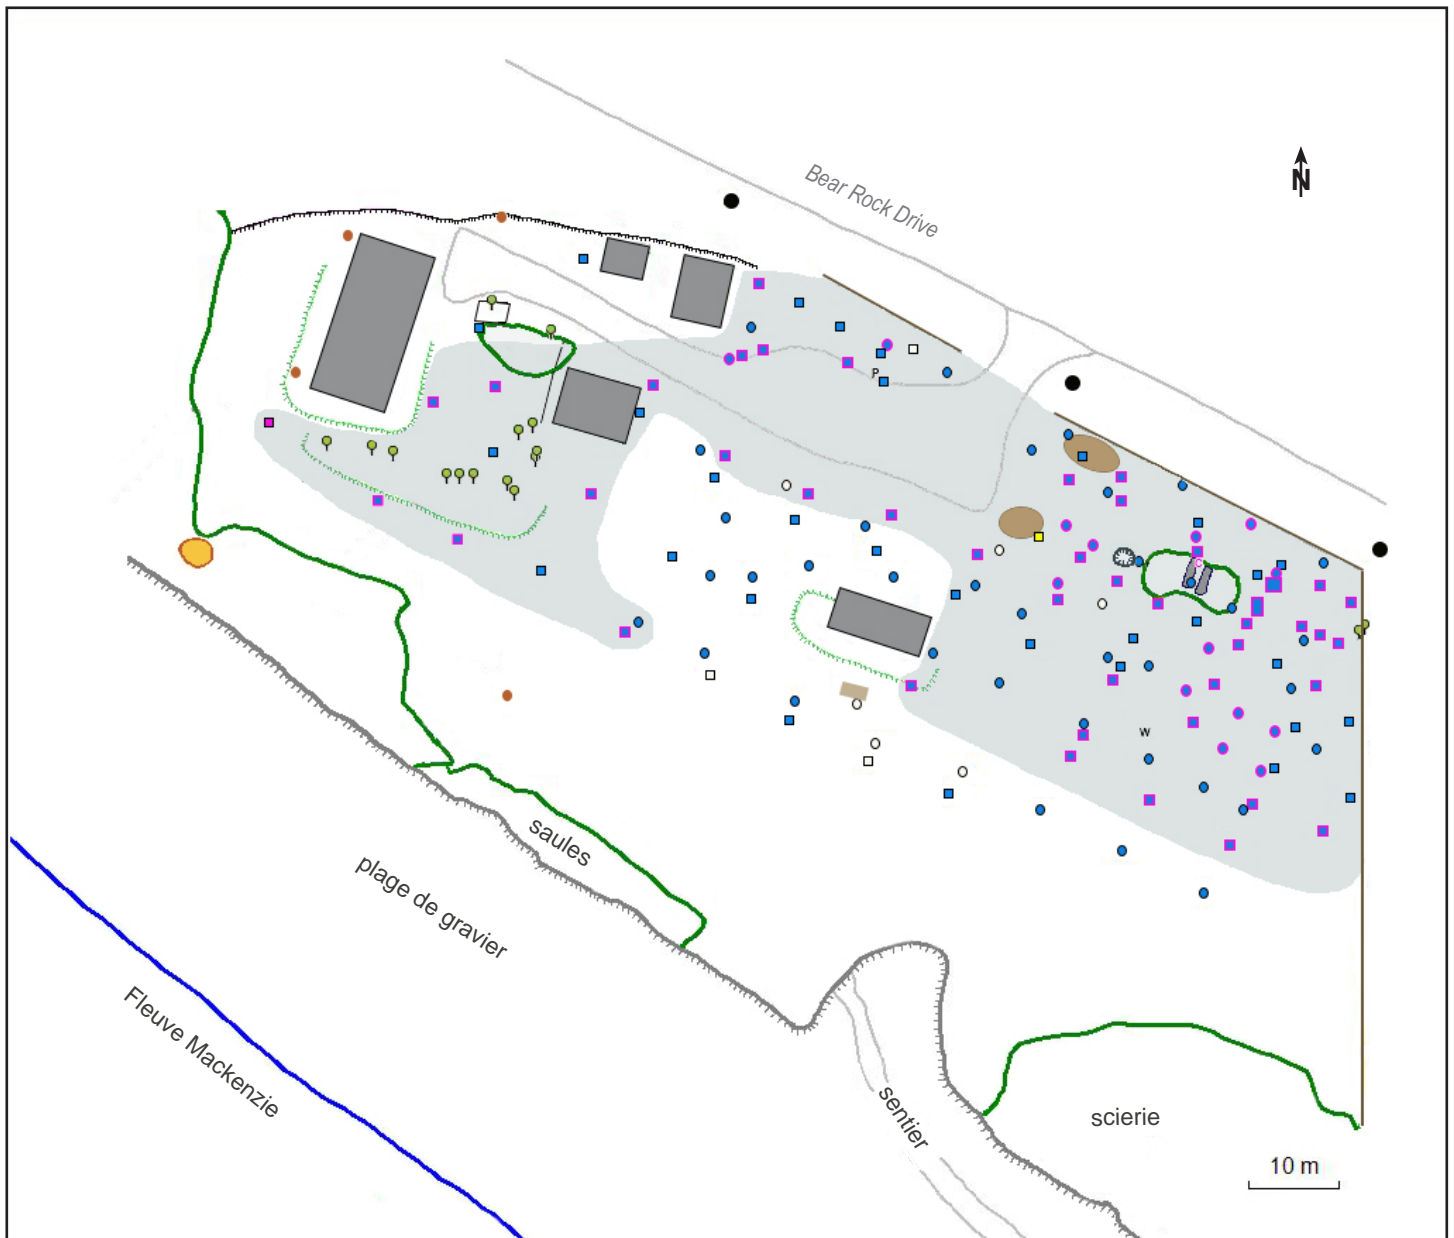 N
Bear Rock Drive
P
C
W
saules
plage de gravier
Fleuve Mackenzie
sentier
scierie
10 m